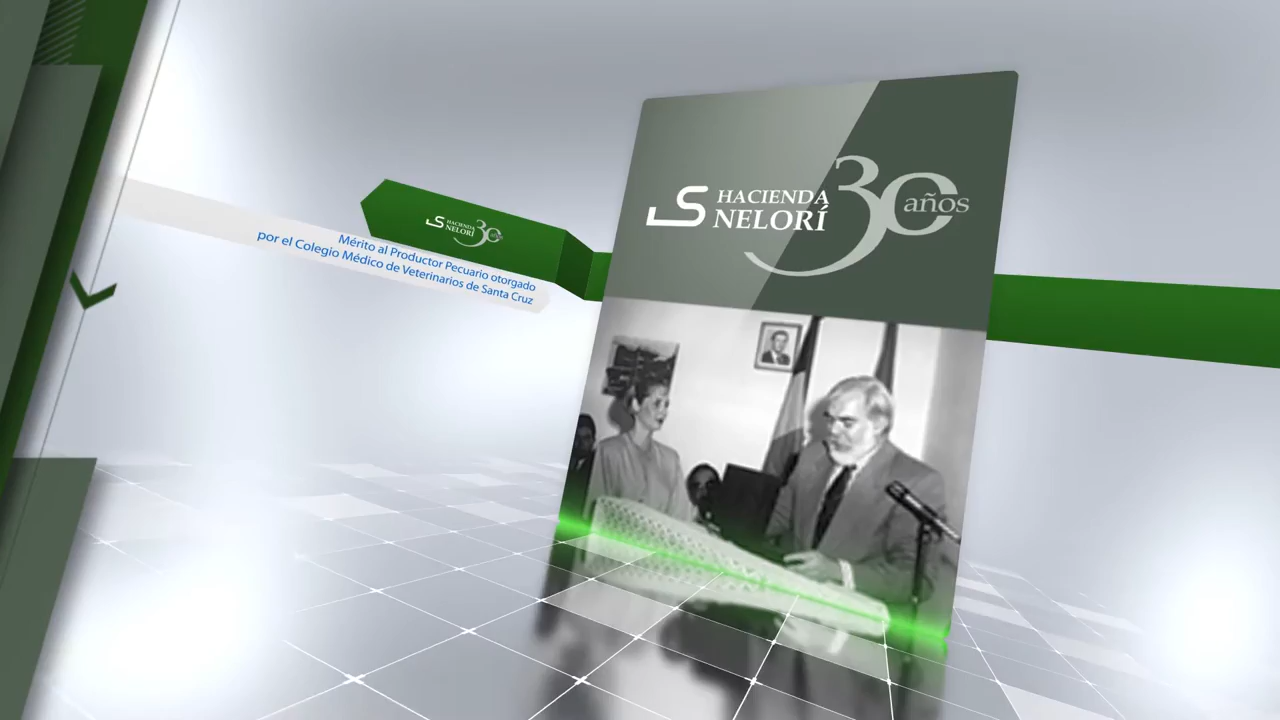 HACIENDA
NELORÍ
30
años
HACIENDA
NELORÍ
30
años
Mérito al Productor Pecuario otorgado
por el Colegio Médico de Veterinarios de Santa Cruz